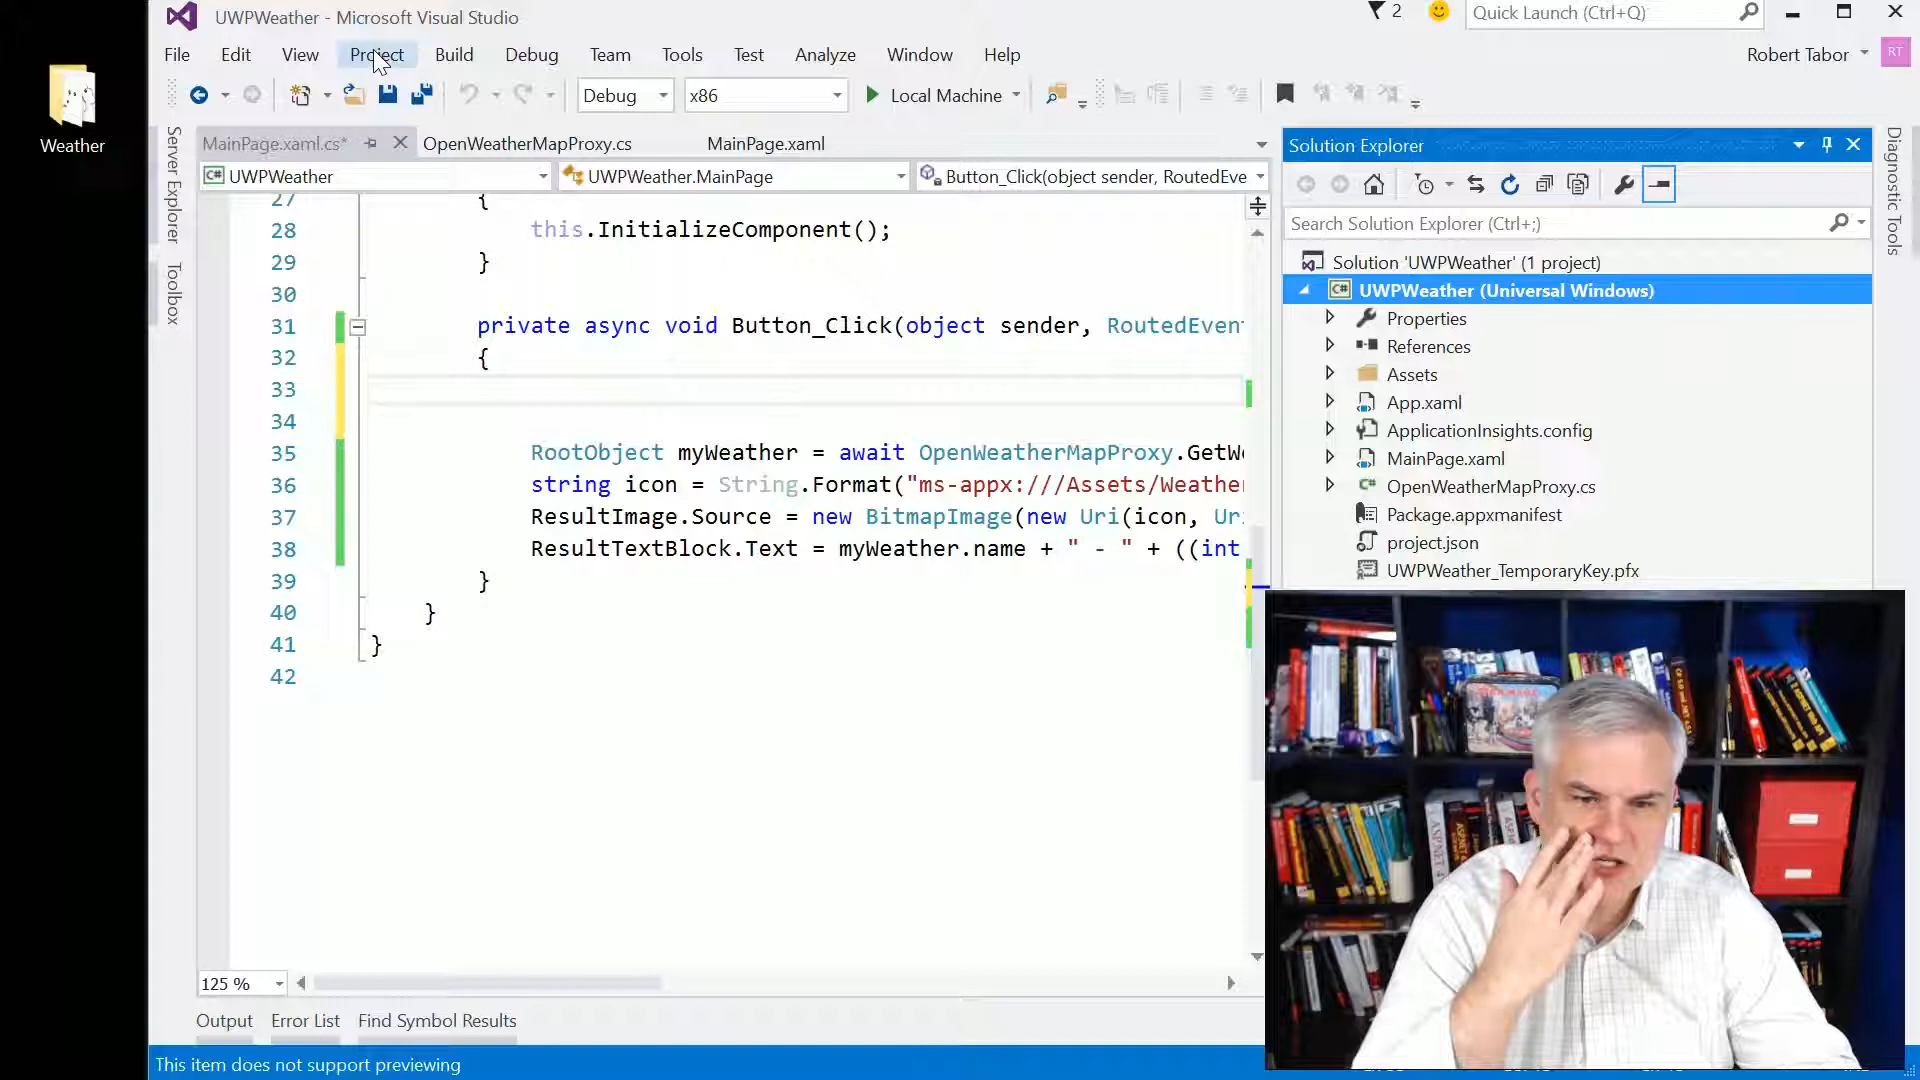 UWPWeather - Microsoft Visual Studio
2
Quick Launch (Ctrl+Q)
File Edit View Project Build Debug Team Tools Test Analyze Window Help
Robert Tabor
RT
Debug
x86
Local Machine
Weather
Server Explorer
Toolbox
MainPage.xaml.cs*
OpenWeatherMapProxy.cs
MainPage.xaml
UWPWeather
UWPWeather.MainPage
Button_Click(object sender, RoutedEve
27 {
28 this.InitializeComponent();
29 }
30
31 private async void Button_Click(object sender, RoutedEven
32 {
33
34
35 RootObject myWeather = await OpenWeatherMapProxy.GetW
36 string icon = String.Format("ms-appx:///Assets/Weather
37 ResultImage.Source = new BitmapImage(new Uri(icon, Ur
38 ResultTextBlock.Text = myWeather.name + " - " + ((int
39 }
40 }
41 }
42
125 %
Output Error List Find Symbol Results
This item does not support previewing
Solution Explorer
Search Solution Explorer (Ctrl+;)
Solution 'UWPWeather' (1 project)
C# UWPWeather (Universal Windows)
Properties
References
Assets
App.xaml
ApplicationInsights.config
MainPage.xaml
C# OpenWeatherMapProxy.cs
Package.appxmanifest
project.json
UWPWeather_TemporaryKey.pfx
Diagnostic Tools